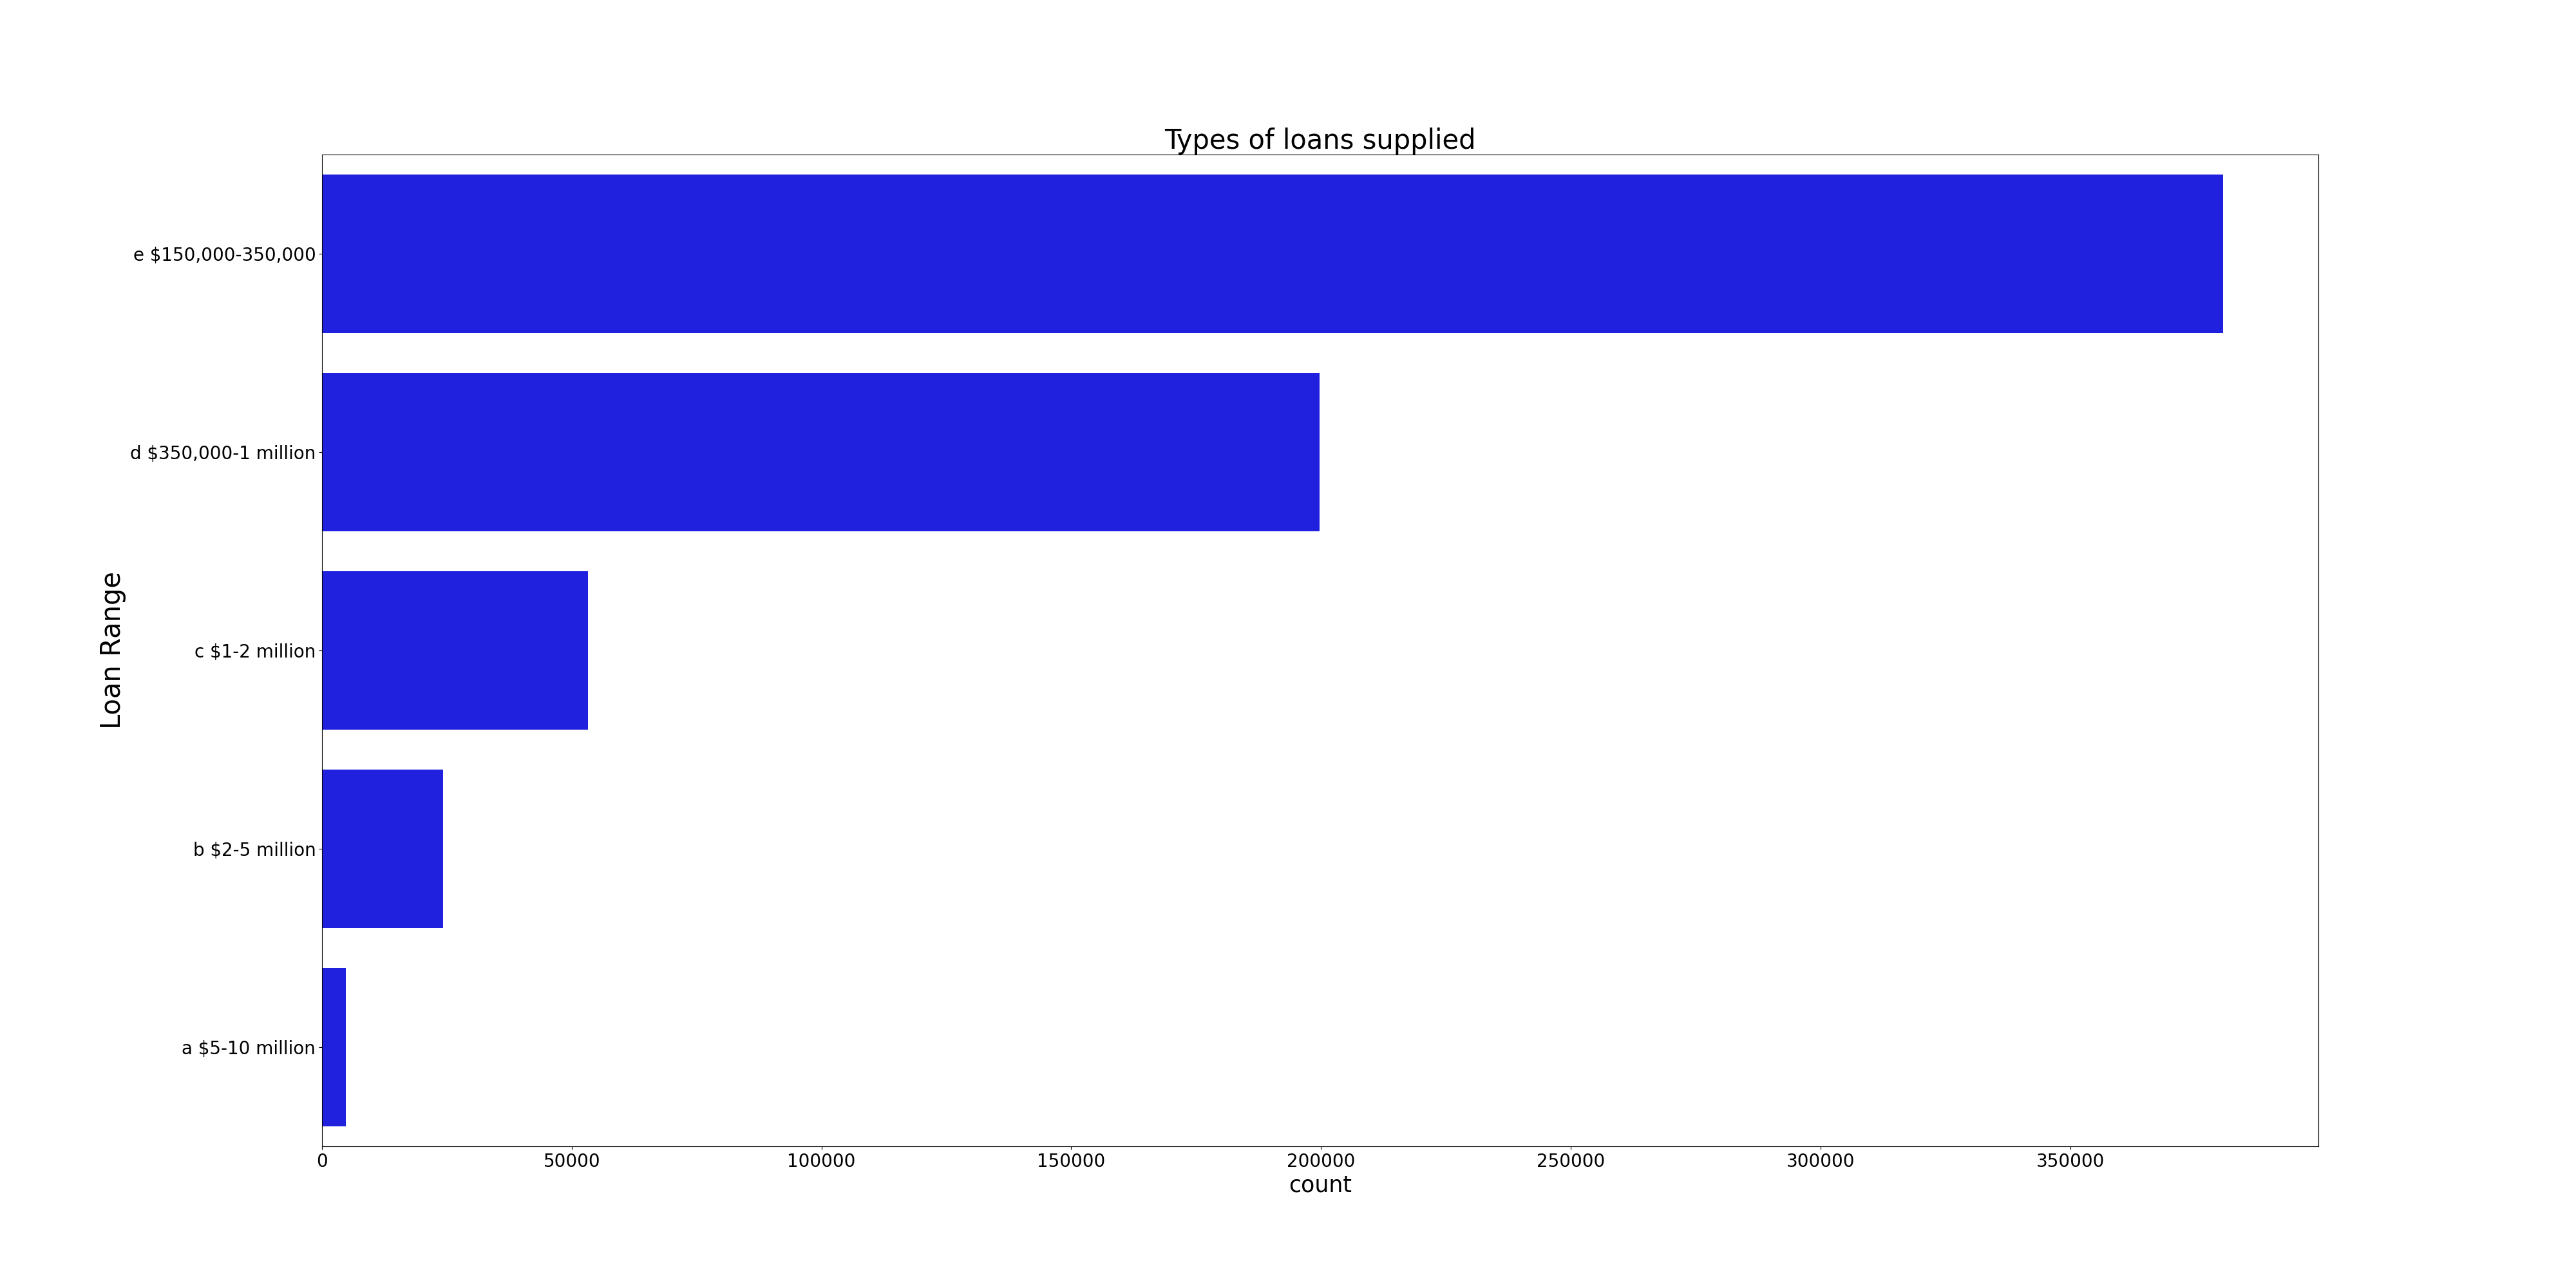 Types of loans supplied
e $150,000-350,000
d $350,000-1 million
c $1-2 million
b $2-5 million
a $5-10 million
Loan Range
0 50000 100000 150000 200000 250000 300000 350000
count